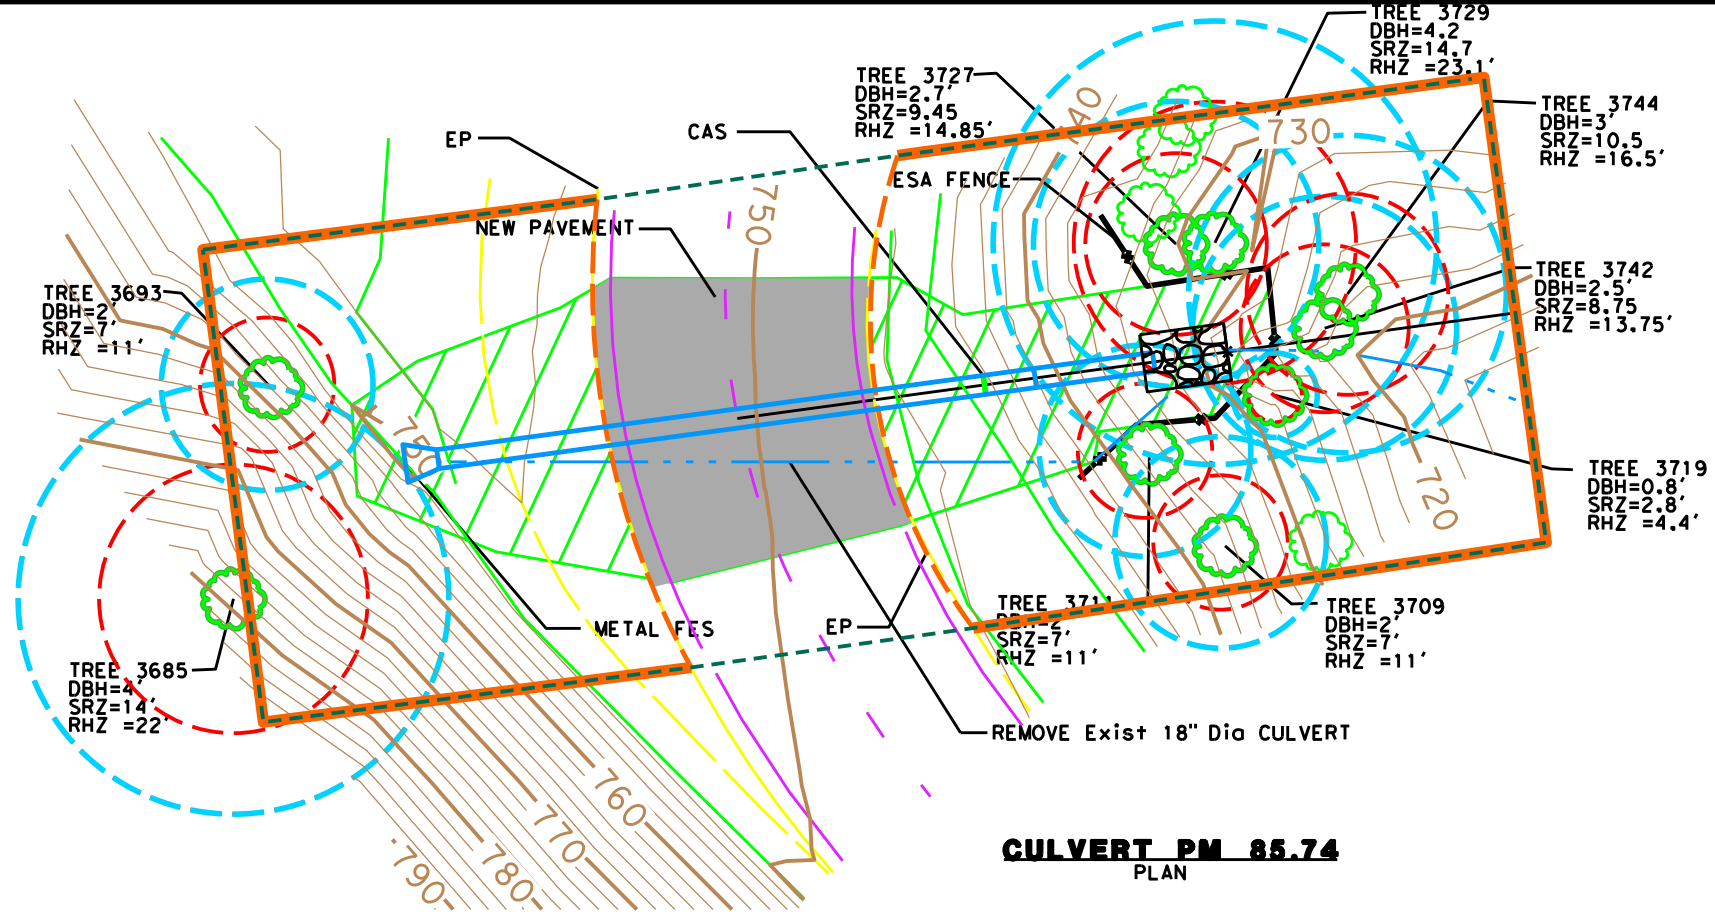 TREE 3729
DBH=4.2
SRZ=14.7
RHZ =23.1'
TREE 3727
DBH=2.7'
SRZ=9.45
RHZ =14.85'
CAS
EP
ESA FENCE
740
730
TREE 3744
DBH=3'
SRZ=10.5
RHZ =16.5'
750
NEW PAVEMENT
TREE 3742
DBH=2.5'
SRZ=8.75
RHZ =13.75'
TREE 3693
DBH=2'
SRZ=7'
RHZ =11'
750
TREE 3719
DBH=0.8'
SRZ=2.8'
RHZ =4.4'
720
TREE 3711
DBH=2'
SRZ=7'
RHZ =11'
TREE 3709
DBH=2'
SRZ=7'
RHZ =11'
METAL FES
EP
TREE 3685
DBH=4'
SRZ=14'
RHZ =22'
REMOVE Exist 18" Dia CULVERT
760
770
780
790
CULVERT PM 85.74
PLAN